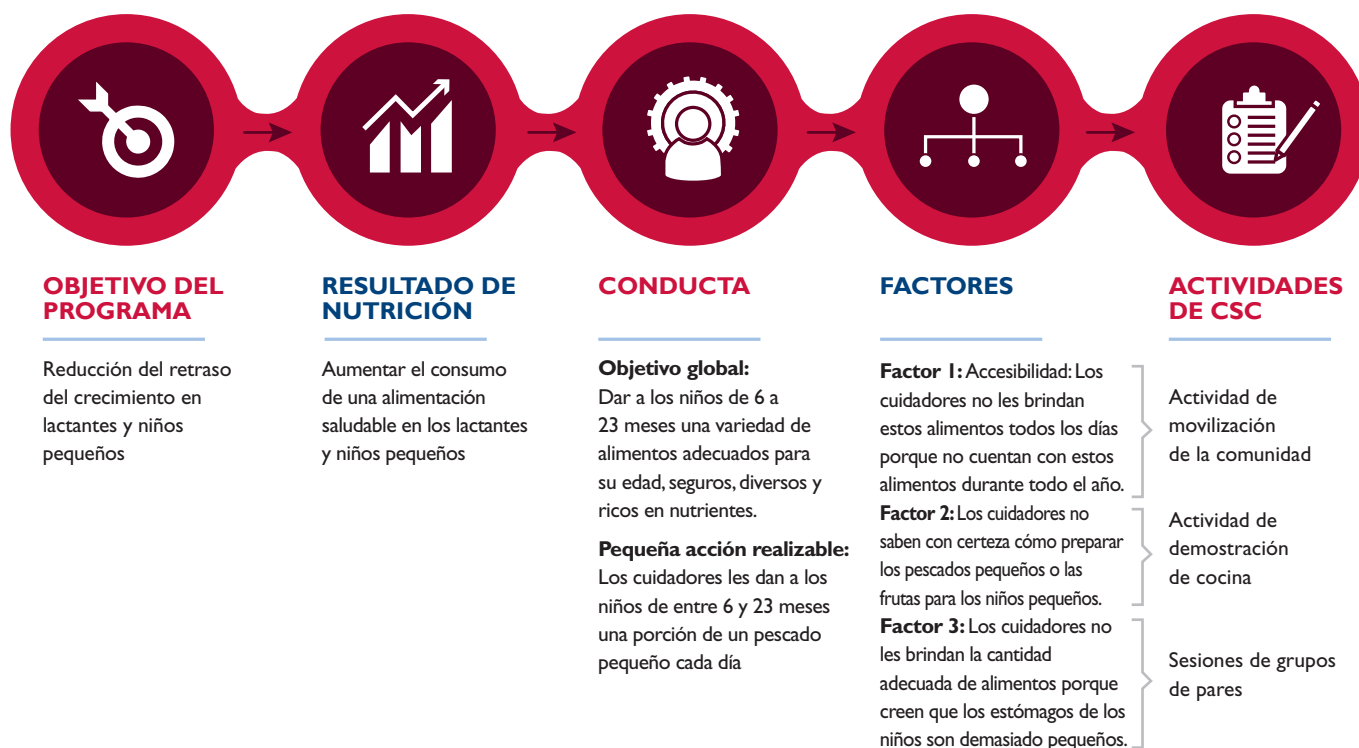 OBJETIVO DEL
PROGRAMA
Reducción del retraso
del crecimiento en
lactantes y niños
pequeños
RESULTADO DE
NUTRICIÓN
Aumentar el consumo
de una alimentación
saludable en los lactantes
y niños pequeños
CONDUCTA
Objetivo global:
Dar a los niños de 6 a
23 meses una variedad de
alimentos adecuados para
su edad, seguros, diversos y
ricos en nutrientes.
Pequeña acción realizable:
Los cuidadores les dan a los
niños de entre 6 y 23 meses
una porción de un pescado
pequeño cada día
FACTORES
Factor 1: Accesibilidad: Los
cuidadores no les brindan
estos alimentos todos los días
porque no cuentan con estos
alimentos durante todo el año.
Factor 2: Los cuidadores no
saben con certeza cómo preparar
los pescados pequeños o las
frutas para los niños pequeños.
Factor 3: Los cuidadores no
les brindan la cantidad
adecuada de alimentos porque
creen que los estómagos de los
niños son demasiado pequeños.
ACTIVIDADES
DE CSC
Actividad de
movilización
de la comunidad
Actividad de
demostración
de cocina
Sesiones de grupos
de pares